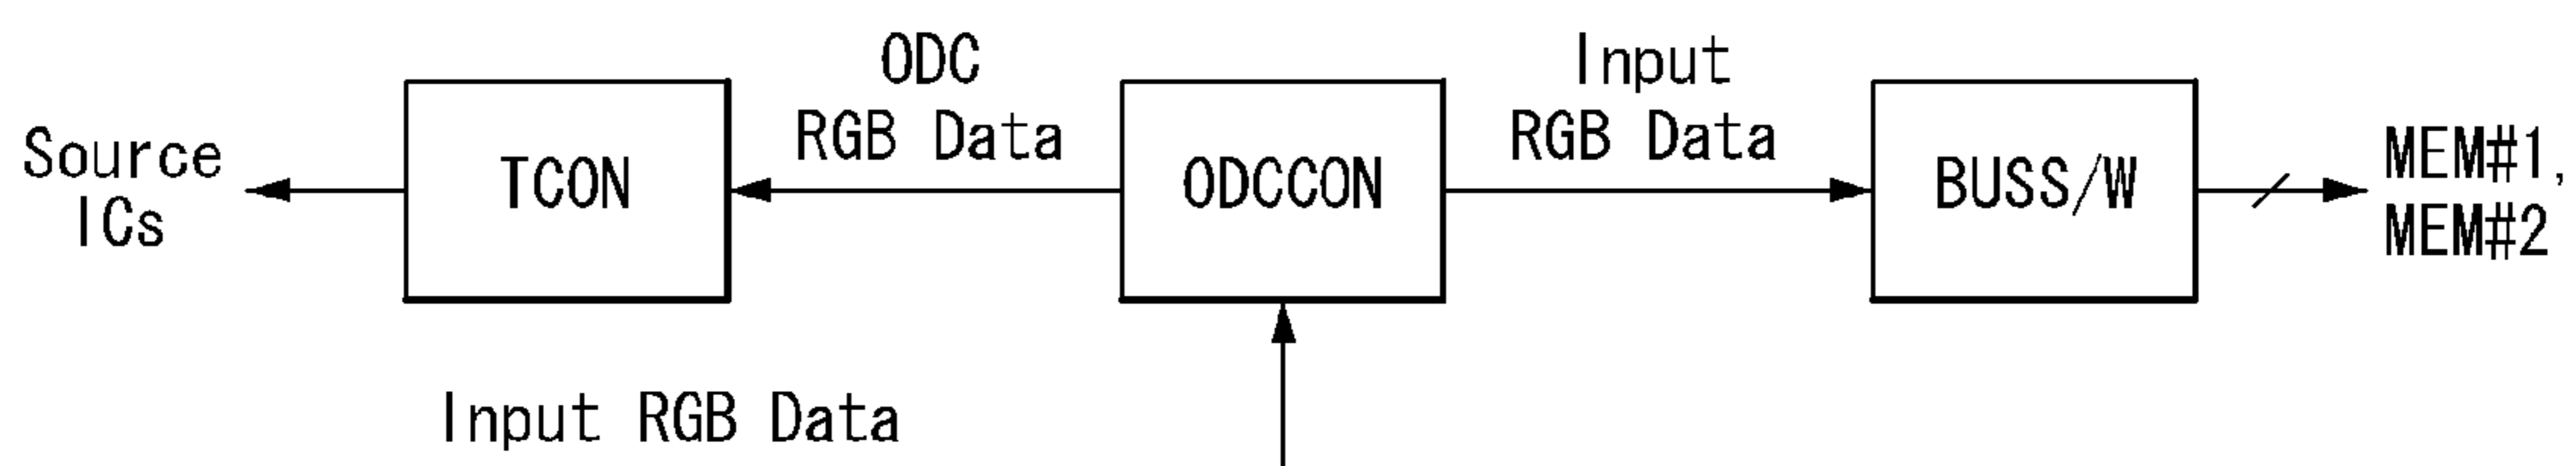 Source
ICs
TCON
ODC
RGB Data
ODCCON
Input
RGB Data
BUSS/W
MEM#1,
MEM#2
Input RGB Data